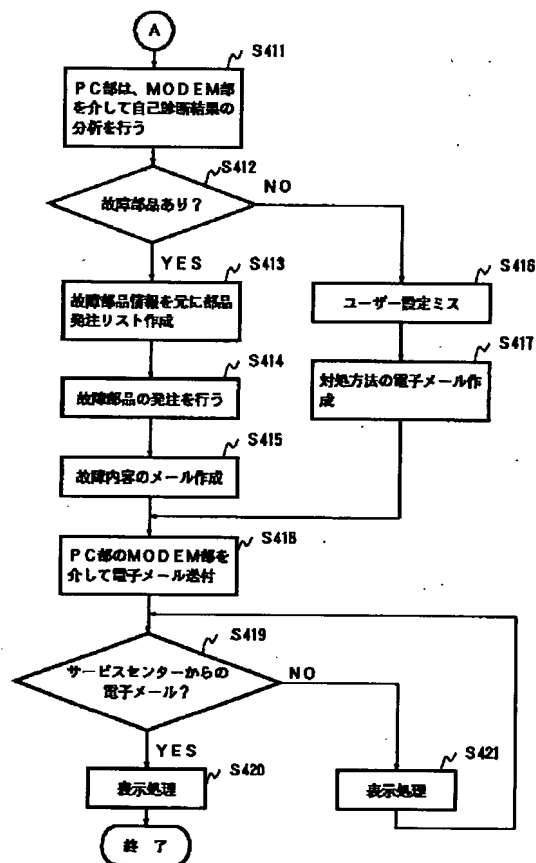 A
S411
PC部は、MODEM部
を介して自己診断結果の
分析を行う
S412
故障部品あり？
NO
YES
S413
故障部品情報を元に部品
発注リスト作成
S416
ユーザー設定ミス
S414
故障部品の発注を行う
S417
対処方法の電子メール作
成
S415
故障内容のメール作成
S418
PC部のMODEM部を
介して電子メール送付
S419
サービスセンターからの
電子メール？
NO
YES
S420
表示処理
S421
表示処理
終 了